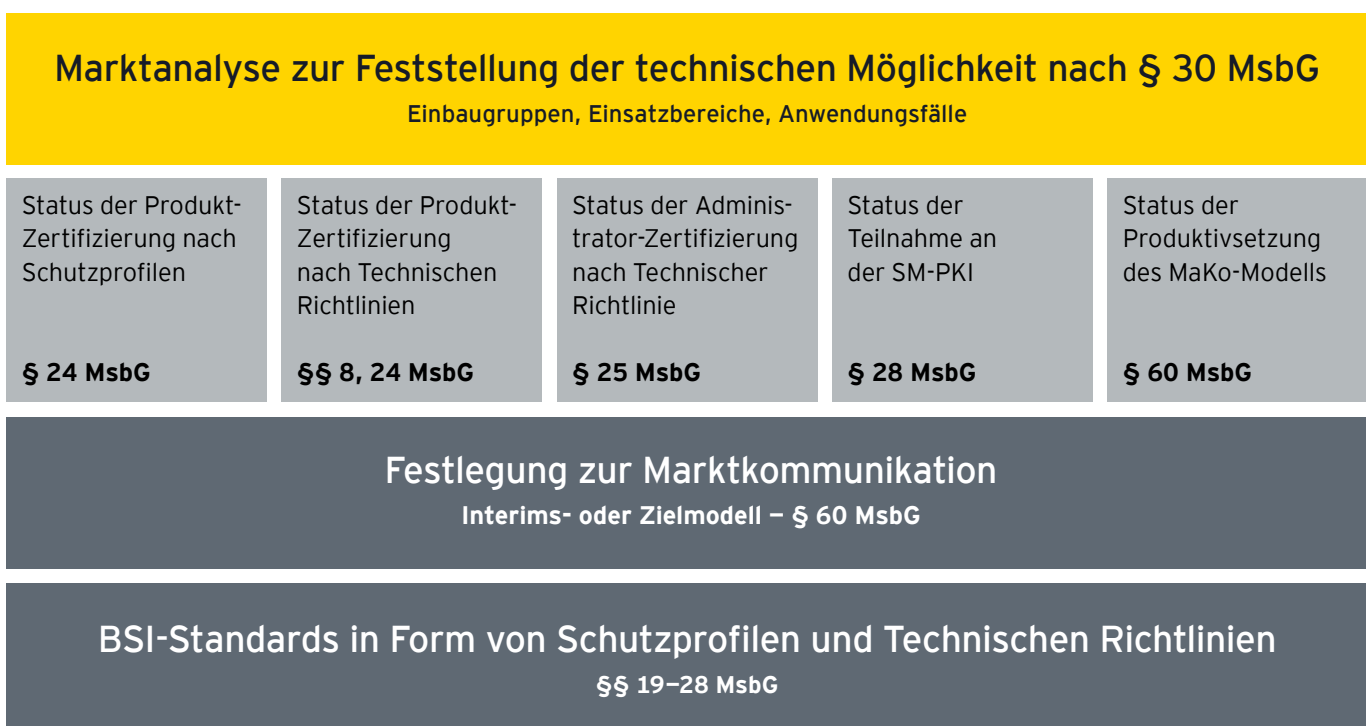 Marktanalyse zur Feststellung der technischen Möglichkeit nach § 30 MsbG
Einbaugruppen, Einsatzbereiche, Anwendungsfälle
Status der Produkt-
Zertifizierung nach
Schutzprofilen
§ 24 MsbG
Status der Produkt-
Zertifizierung
nach Technischen
Richtlinien
§§ 8, 24 MsbG
Status der Adminis-
trator-Zertifizierung
nach Technischer
Richtlinie
§ 25 MsbG
Status der
Teilnahme an
der SM-PKI
§ 28 MsbG
Status der
Produktivsetzung
des MaKo-Modells
§ 60 MsbG
Festlegung zur Marktkommunikation
Interims- oder Zielmodell – § 60 MsbG
BSI-Standards in Form von Schutzprofilen und Technischen Richtlinien
§§ 19–28 MsbG